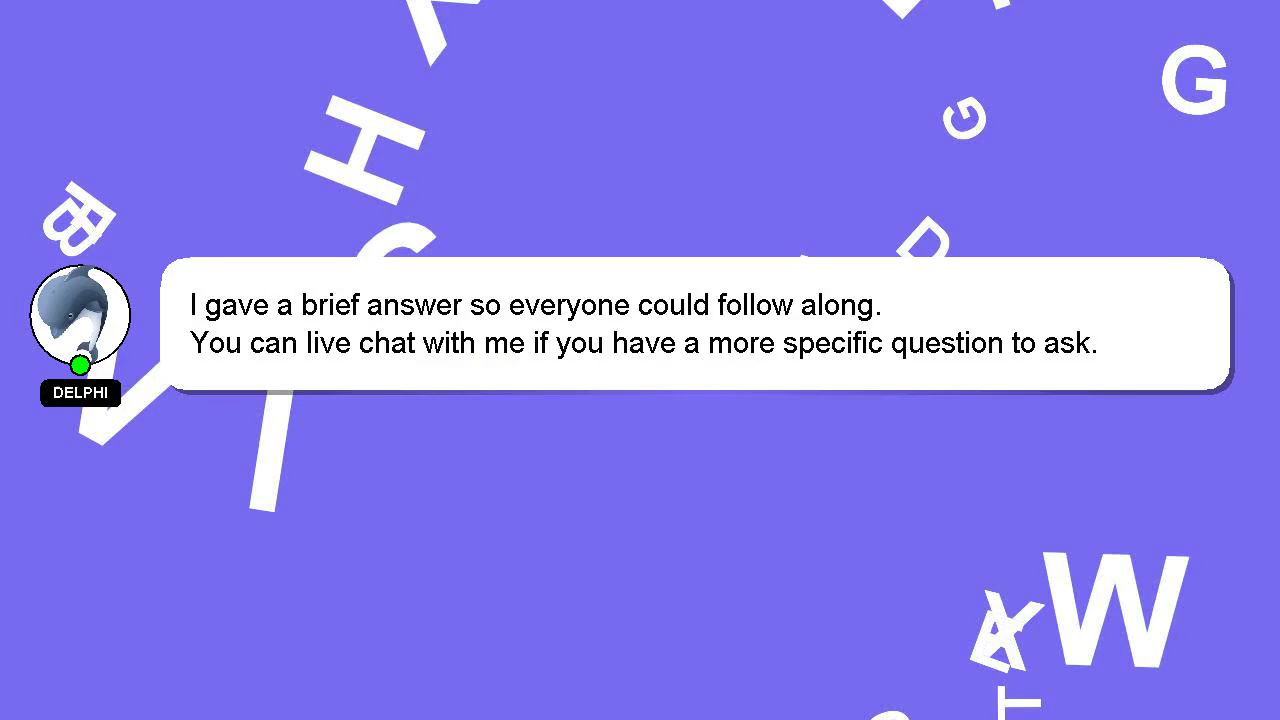 G
G
H
D
I gave a brief answer so everyone could follow along.
You can live chat with me if you have a more specific question to ask.
DELPHI
W
X
T